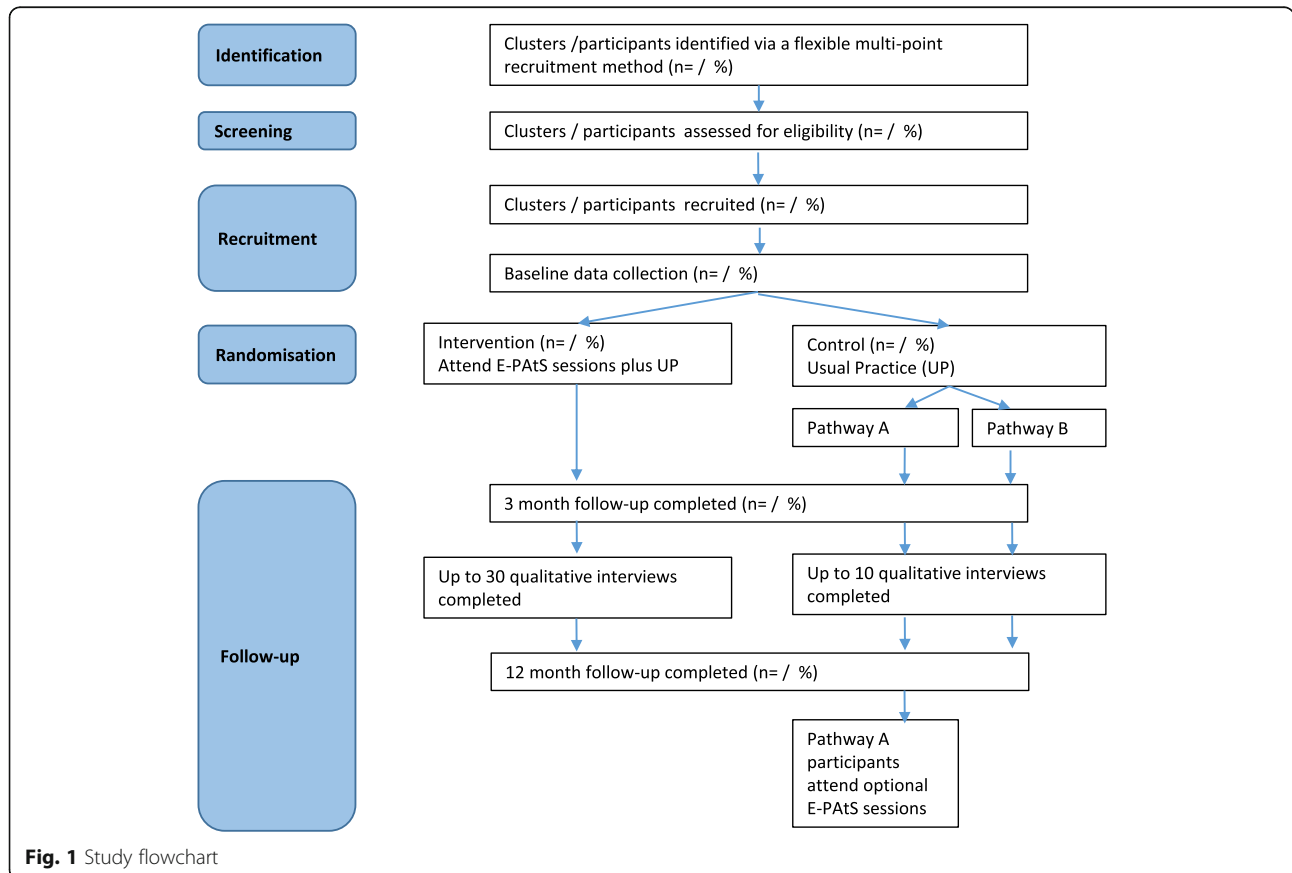 Identification
Clusters /participants identified via a flexible multi-point
recruitment method (n= / %)
Screening
Clusters / participants assessed for eligibility (n= / %)
Recruitment
Clusters / participants recruited (n= / %)
Baseline data collection (n= / %)
Randomisation
Intervention (n= / %)
Attend E-PAtS sessions plus UP
Control (n= / %)
Usual Practice (UP)
Pathway A
Pathway B
Follow-up
3 month follow-up completed (n= / %)
Up to 30 qualitative interviews
completed
Up to 10 qualitative interviews
completed
12 month follow-up completed (n= / %)
Pathway A
participants
attend optional
E-PAtS sessions
Fig. 1 Study flowchart